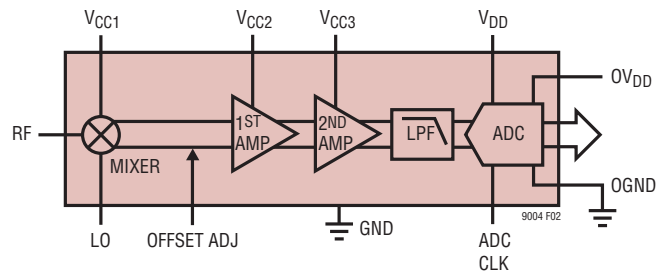 VCC1
VCC2
VCC3
VDD
OVDD
RF
1ST
AMP
2ND
AMP
LPF
ADC
MIXER
OGND
9004 F02
LO
OFFSET ADJ
GND
ADC
CLK